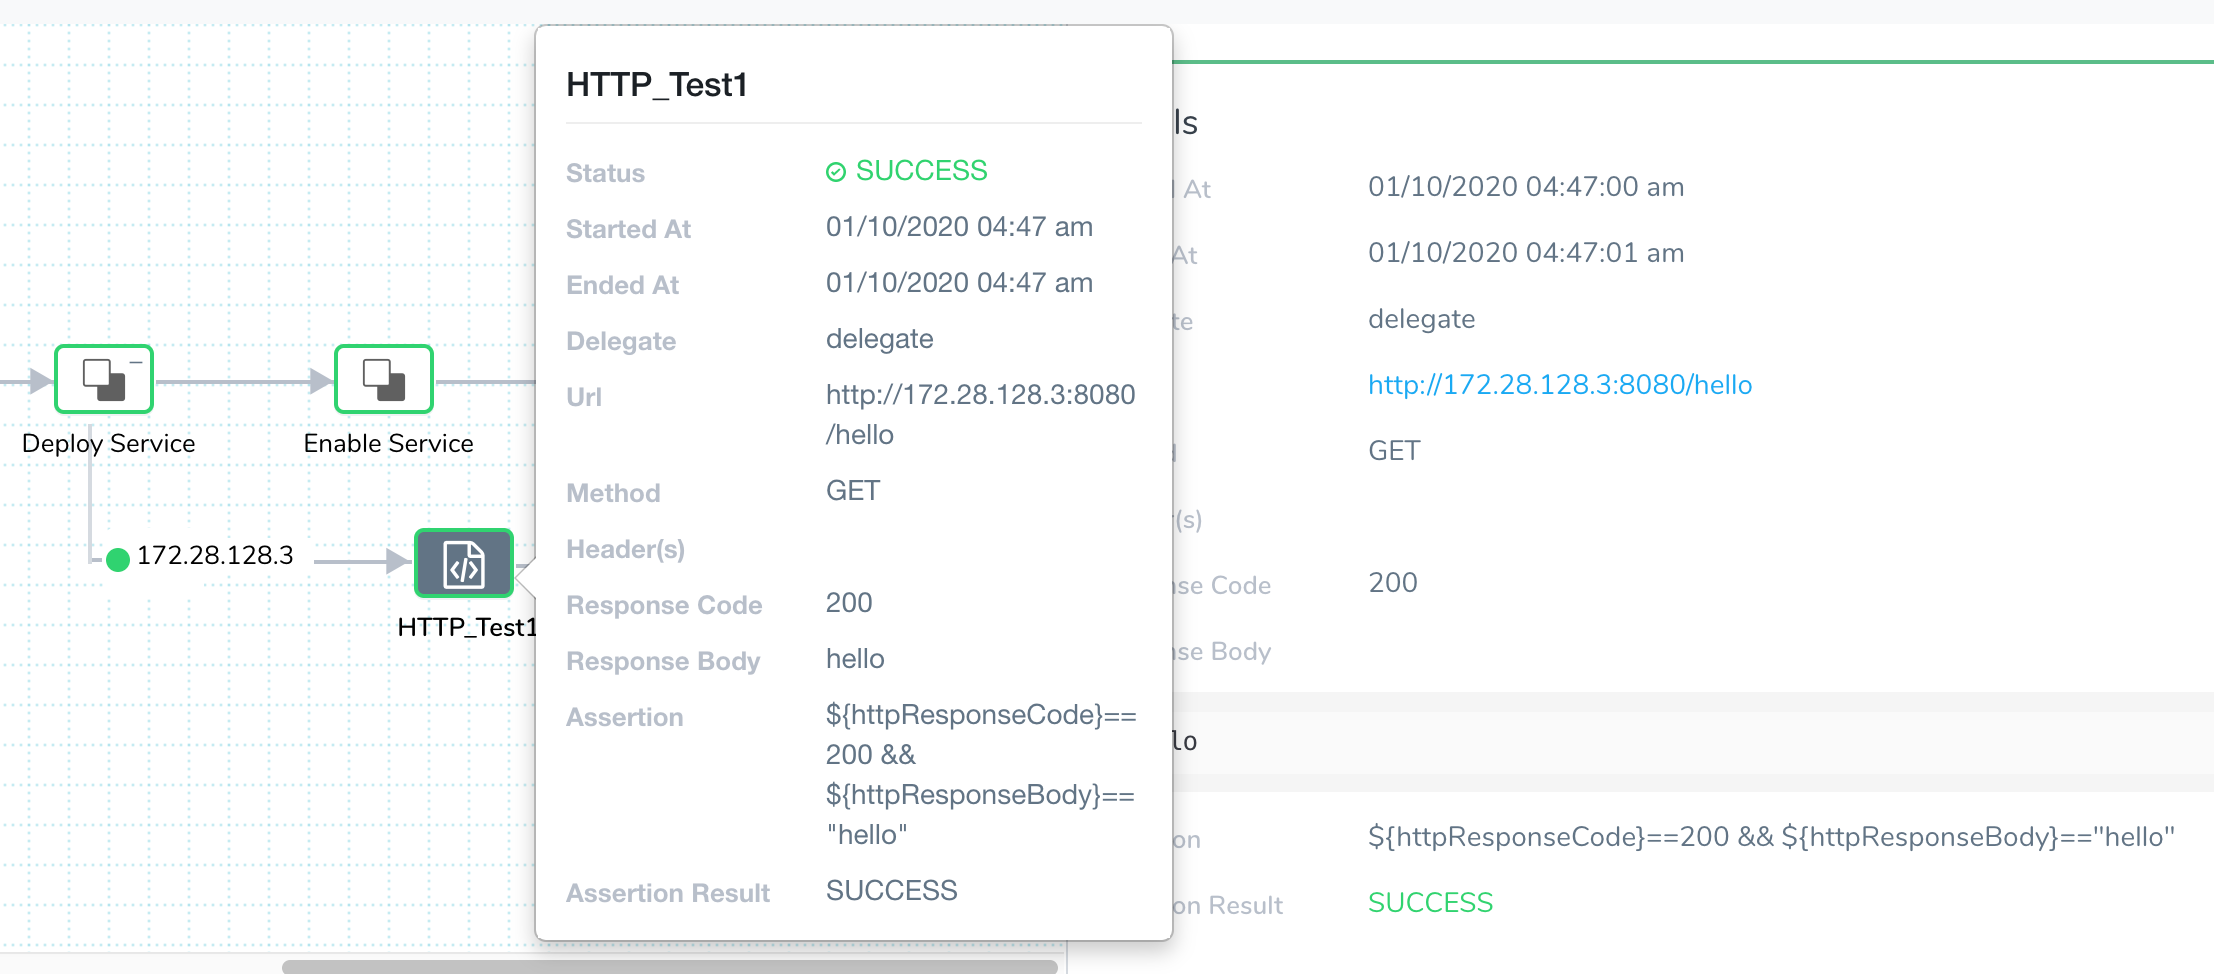 Deploy Service
Enable Service
172.28.128.3
HTTP_Test1
HTTP_Test1
Status SUCCESS
Started At 01/10/2020 04:47 am
Ended At 01/10/2020 04:47 am
Delegate delegate
Url http://172.28.128.3:8080
/hello
Method GET
Header(s)
Response Code 200
Response Body hello
Assertion ${httpResponseCode}==
200 &&
${httpResponseBody}==
"hello"
Assertion Result SUCCESS
ls
At 01/10/2020 04:47:00 am
At 01/10/2020 04:47:01 am
te delegate
http://172.28.128.3:8080/hello
GET
(s)
se Code 200
se Body
lo
on ${httpResponseCode}==200 && ${httpResponseBody}=="hello"
on Result SUCCESS